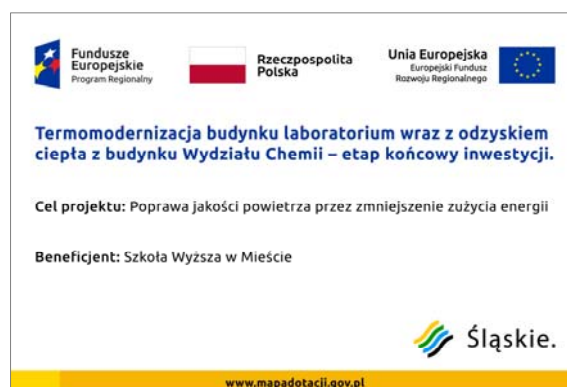 Fundusze
Europejskie
Program Regionalny
Rzeczpospolita
Polska
Unia Europejska
Europejski Fundusz
Rozwoju Regionalnego
Termomodernizacja budynku laboratorium wraz z odzyskiem
ciepła z budynku Wydziału Chemii – etap końcowy inwestycji.
Cel projektu: Poprawa jakości powietrza przez zmniejszenie zużycia energii
Beneficjent: Szkoła Wyższa w Mieście
Śląskie.
www.mapadotacji.gov.pl